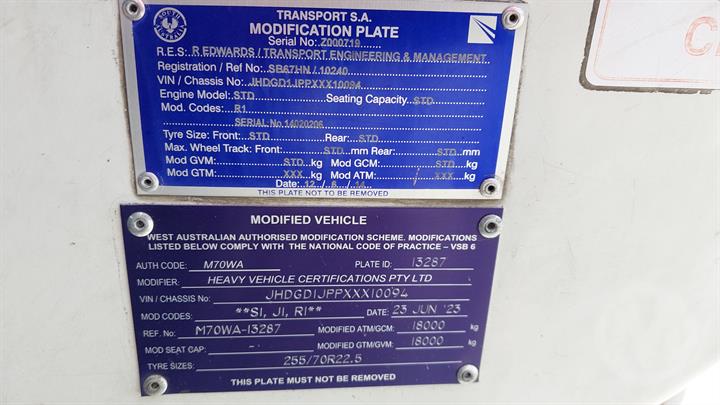 SOUTH
AUSTRALIA
TRANSPORT S.A.
MODIFICATION PLATE
Serial No: Z000719
R.E.S: R EDWARDS / TRANSPORT ENGINEERING & MANAGEMENT
Registration / Ref No: SB67HN / 10240
VIN / Chassis No: JHDGD1JPPXXX10094
Engine Model: STD Seating Capacity: STD
Mod. Codes: R1
SERIAL No. 14020206
Tyre Size: Front: STD Rear: STD
Max. Wheel Track: Front: STD mm Rear: STD mm
Mod GVM: STD kg Mod GCM: STD kg
Mod GTM: XXX kg Mod ATM: XXX kg
Date: 12 / 8 / 14
THIS PLATE NOT TO BE REMOVED
MODIFIED VEHICLE
WEST AUSTRALIAN AUTHORISED MODIFICATION SCHEME. MODIFICATIONS
LISTED BELOW COMPLY WITH THE NATIONAL CODE OF PRACTICE – VSB 6
AUTH CODE: M70WA PLATE ID: 13287
MODIFIER: HEAVY VEHICLE CERTIFICATIONS PTY LTD
VIN / CHASSIS No: JHDGD1JPPXXX10094
MOD CODES: **S1, J1, R1** DATE: 23 JUN '23
REF. No: M70WA-13287 MODIFIED ATM/GCM: 18000 kg
MOD SEAT CAP: - MODIFIED GTM/GVM: 18000 kg
TYRE SIZES: 255/70R22.5
THIS PLATE MUST NOT BE REMOVED